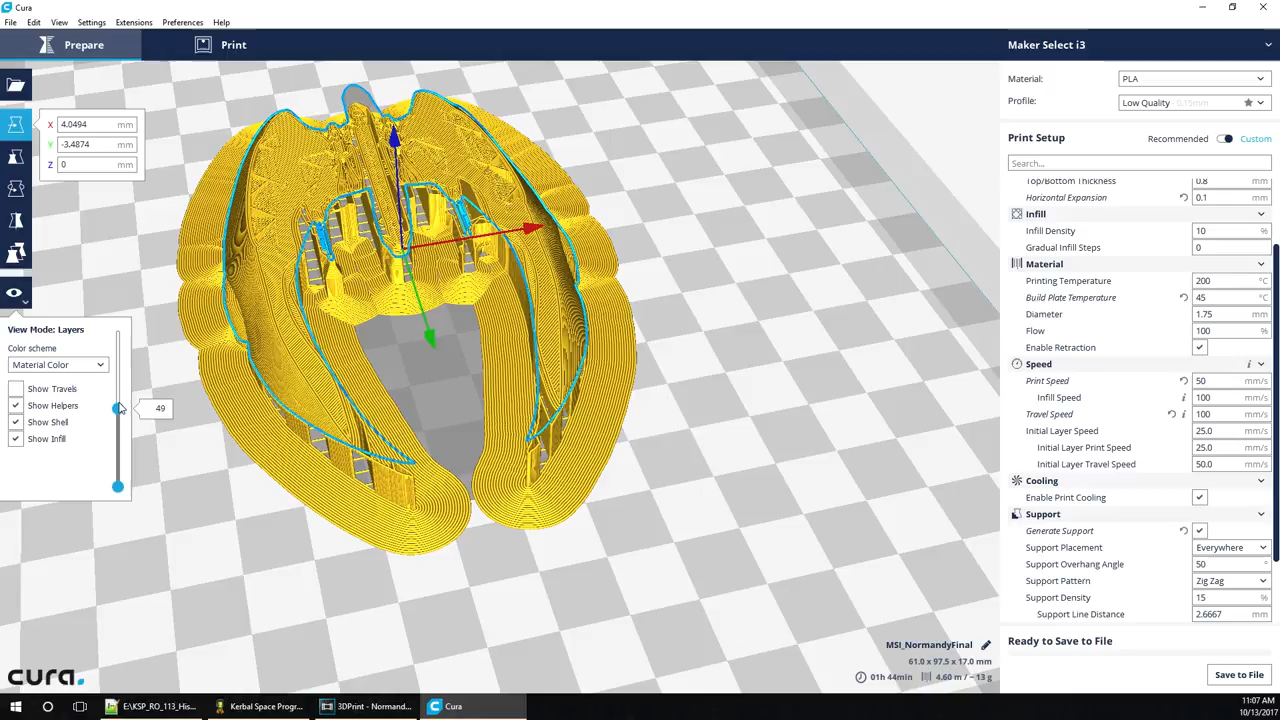 Cura
File Edit View Settings Extensions Preferences Help
Prepare
Print
Maker Select i3
X 4.0494 mm
Y -3.4874 mm
Z 0 mm
View Mode: Layers
Color scheme
Material Color
Show Travels
Show Helpers
Show Shell
Show Infill
49
Material: PLA
Profile: Low Quality - 0.15mm
Print Setup Recommended Custom
Search...
Top/Bottom Thickness 0.8 mm
Horizontal Expansion 0.1 mm
Infill
Infill Density 10 %
Gradual Infill Steps 0
Material
Printing Temperature 200 °C
Build Plate Temperature 45 °C
Diameter 1.75 mm
Flow 100 %
Enable Retraction
Speed i
Print Speed 50 mm/s
Infill Speed i 100 mm/s
Travel Speed i 100 mm/s
Initial Layer Speed 25.0 mm/s
Initial Layer Print Speed 25.0 mm/s
Initial Layer Travel Speed 50.0 mm/s
Cooling
Enable Print Cooling
Support
Generate Support
Support Placement Everywhere
Support Overhang Angle 50 °
Support Pattern Zig Zag
Support Density 15 %
Support Line Distance 2.6667 mm
MSI_NormandyFinal
61.0 x 97.5 x 17.0 mm
01h 44min 4.60 m / ~ 13 g
Ready to Save to File
Save to File
cura.
E:\KSP_RO_113_His...
Kerbal Space Progr...
3DPrint - Normand...
Cura
11:07 AM
10/13/2017